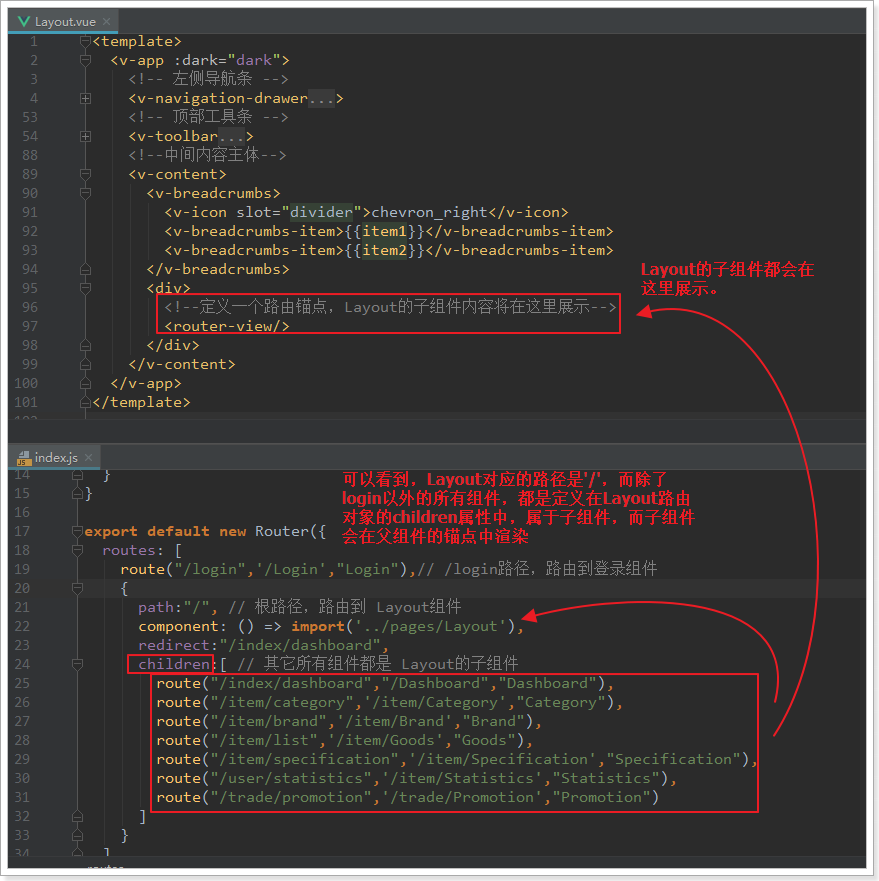 Layout.vue
1 <template>
2 <v-app :dark="dark">
3 <!-- 左侧导航条 -->
4 <v-navigation-drawer...>
53 <!-- 顶部工具条 -->
54 <v-toolbar...>
88 <!--中间内容主体-->
89 <v-content>
90 <v-breadcrumbs>
91 <v-icon slot="divider">chevron_right</v-icon>
92 <v-breadcrumbs-item>{{item1}}</v-breadcrumbs-item>
93 <v-breadcrumbs-item>{{item2}}</v-breadcrumbs-item>
94 </v-breadcrumbs>
95 <div>
96 <!--定义一个路由锚点，Layout的子组件内容将在这里展示-->
97 <router-view/>
98 </div>
99 </v-content>
100 </v-app>
101 </template>
Layout的子组件都会在
这里展示。
index.js
14 }
15 }
16
17 export default new Router({
18 routes: [
19 route("/login",'/Login',"Login"),// /login路径，路由到登录组件
20 {
21 path:"/", // 根路径，路由到 Layout组件
22 component: () => import('../pages/Layout'),
23 redirect:"/index/dashboard",
24 children:[ // 其它所有组件都是 Layout的子组件
25 route("/index/dashboard","/Dashboard","Dashboard"),
26 route("/item/category",'/item/Category',"Category"),
27 route("/item/brand",'/item/Brand',"Brand"),
28 route("/item/list",'/item/Goods',"Goods"),
29 route("/item/specification",'/item/Specification',"Specification"),
30 route("/user/statistics",'/item/Statistics',"Statistics"),
31 route("/trade/promotion",'/trade/Promotion',"Promotion")
32 ]
33 }
34 ]
可以看到，Layout对应的路径是'/'，而除了
login以外的所有组件，都是定义在Layout路由
对象的children属性中，属于子组件，而子组件
会在父组件的锚点中渲染